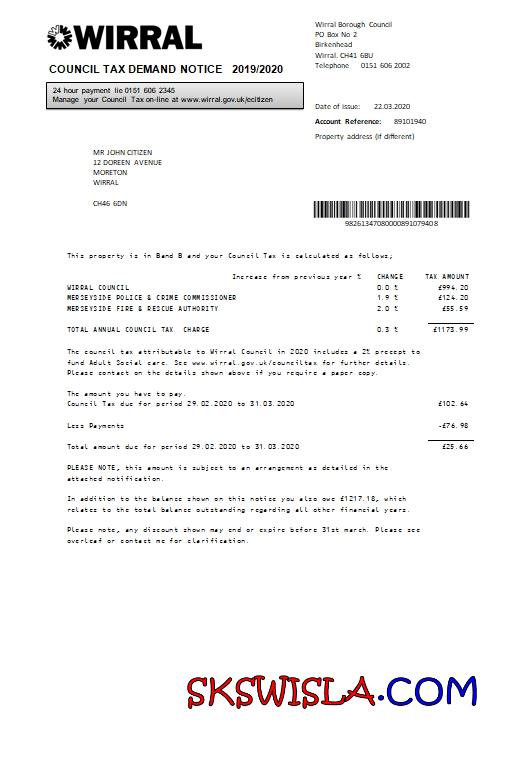 WIRRAL
COUNCIL TAX DEMAND NOTICE 2019/2020
24 hour payment lie 0151 606 2345
Manage your Council Tax on-line at www.wirral.gov.uk/ecitizen
Wirral Borough Council
PO Box No 2
Birkenhead
Wirral. CH41 6BU
Telephone 0151 606 2002
Date of issue: 22.03.2020
Account Reference: 89101940
Property address (if different)
MR JOHN CITIZEN
12 DOREEN AVENUE
MORETON
WIRRAL
CH46 6DN
98261347080000891079408
This property is in Band B and your Council Tax is calculated as follows;
Increase from previous year % CHANGE TAX AMOUNT
WIRRAL COUNCIL 0.0 % £994.20
MERSEYSIDE POLICE & CRIME COMMISSIONER 1.9 % £124.20
MERSEYSIDE FIRE & RESCUE AUTHORITY 2.0 % £55.59
TOTAL ANNUAL COUNCIL TAX CHARGE 0.3 % £1173.99
The council tax attributable to Wirral Council in 2020 includes a 2% precept to
fund Adult Social care. See www.wirral.gov.uk/counciltax for further details.
Please contact on the details shown above if you require a paper copy.
The amount you have to pay.
Council Tax due for period 29.02.2020 to 31.03.2020 £102.64
Less Payments -£76.98
Total amount due for period 29.02.2020 to 31.03.2020 £25.66
PLEASE NOTE, this amount is subject to an arrangement as detailed in the
attached notification.
In addition to the balance shown on this notice you also owe £1217.18, which
relates to the total balance outstanding regarding all other financial years.
Please note, any discount shown may end or expire before 31st march. Please see
overleaf or contact me for clarification.
SKSWISLA.COM